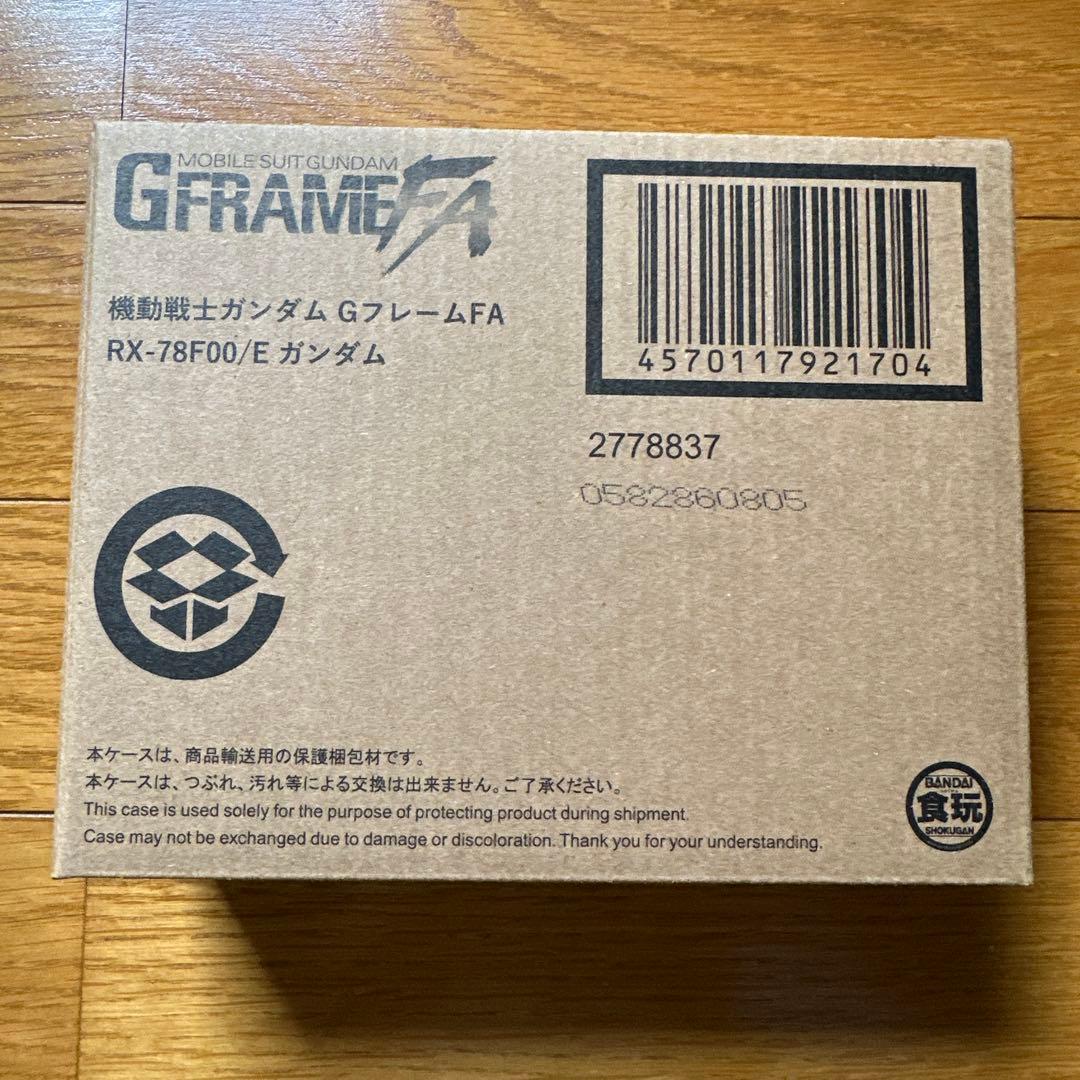 MOBILE SUIT GUNDAM
GFRAMEFA
機動戦士ガンダム GフレームFA
RX-78F00/E ガンダム
4570117921704
2778837
0582860805
本ケースは、商品輸送用の保護梱包材です。
本ケースは、つぶれ、汚れ等による交換は出来ません。ご了承ください。
This case is used solely for the purpose of protecting product during shipment.
Case may not be exchanged due to damage or discoloration. Thank you for your understanding.
BANDAI
食玩
SHOKUGAN